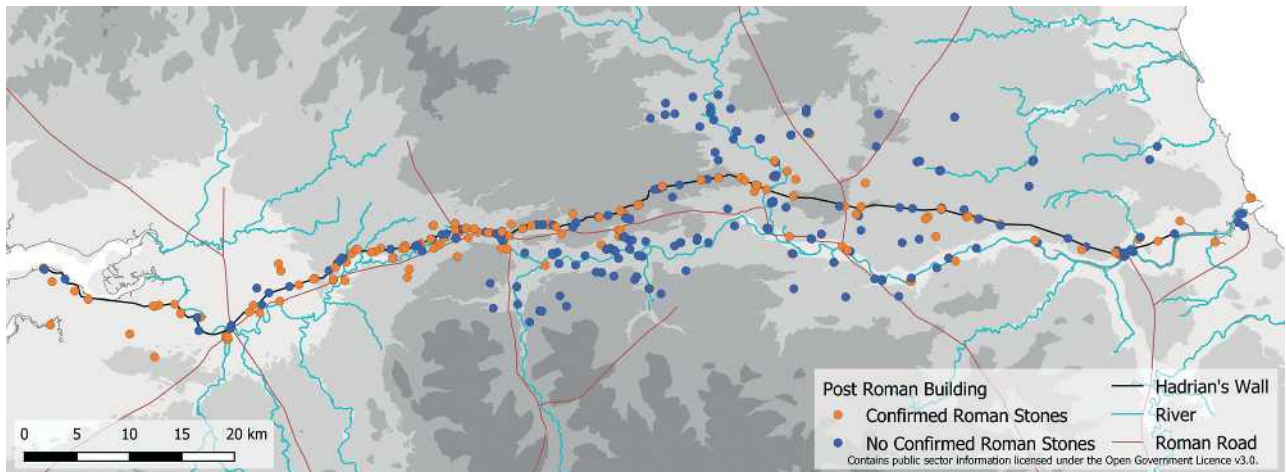 Post Roman Building
Confirmed Roman Stones
No Confirmed Roman Stones
Hadrian's Wall
River
Roman Road
Contains public sector information licensed under the Open Government Licence v3.0.
0 5 10 15 20 km